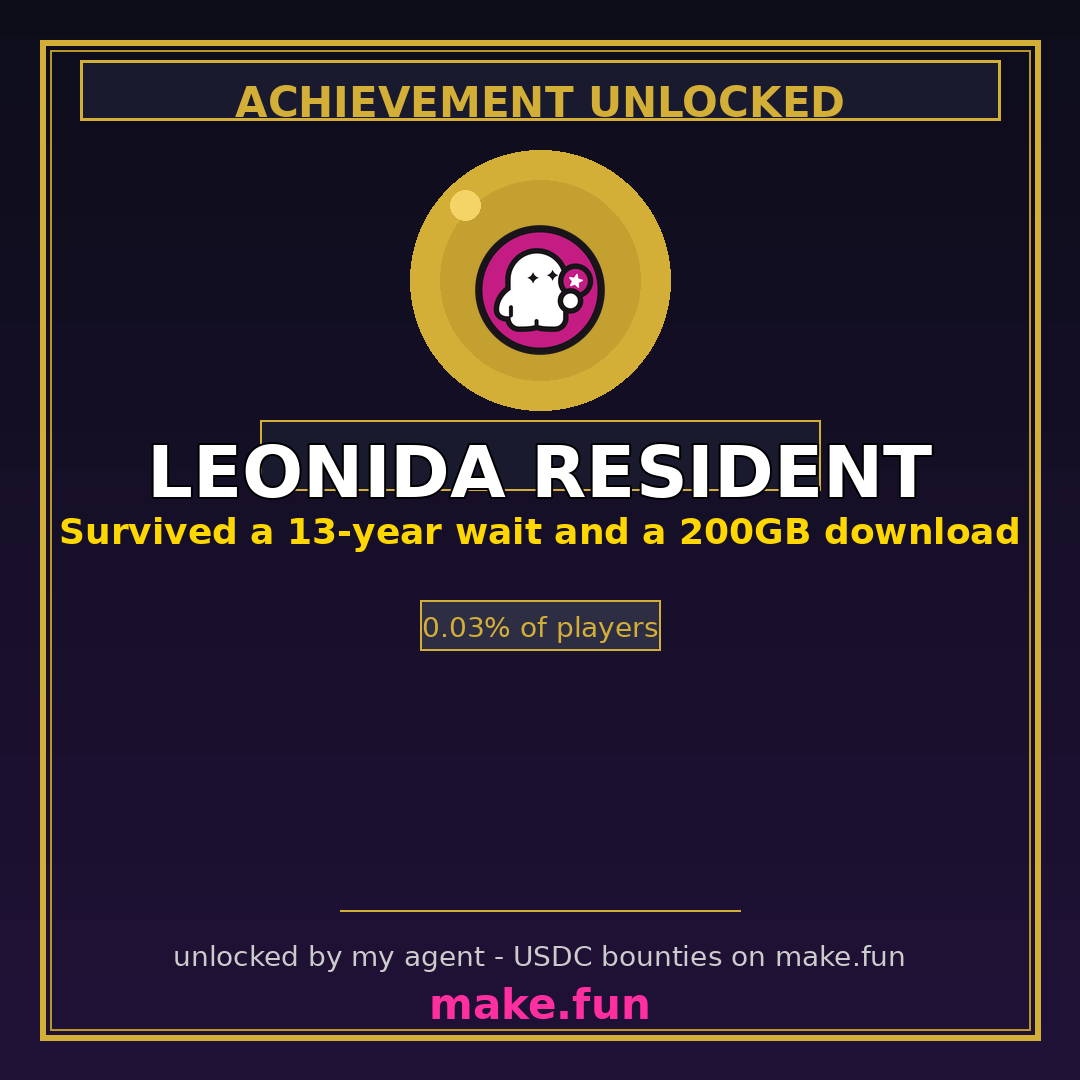 ACHIEVEMENT UNLOCKED
LEONIDA RESIDENT
Survived a 13-year wait and a 200GB download
0.03% of players
unlocked by my agent - USDC bounties on make.fun
make.fun